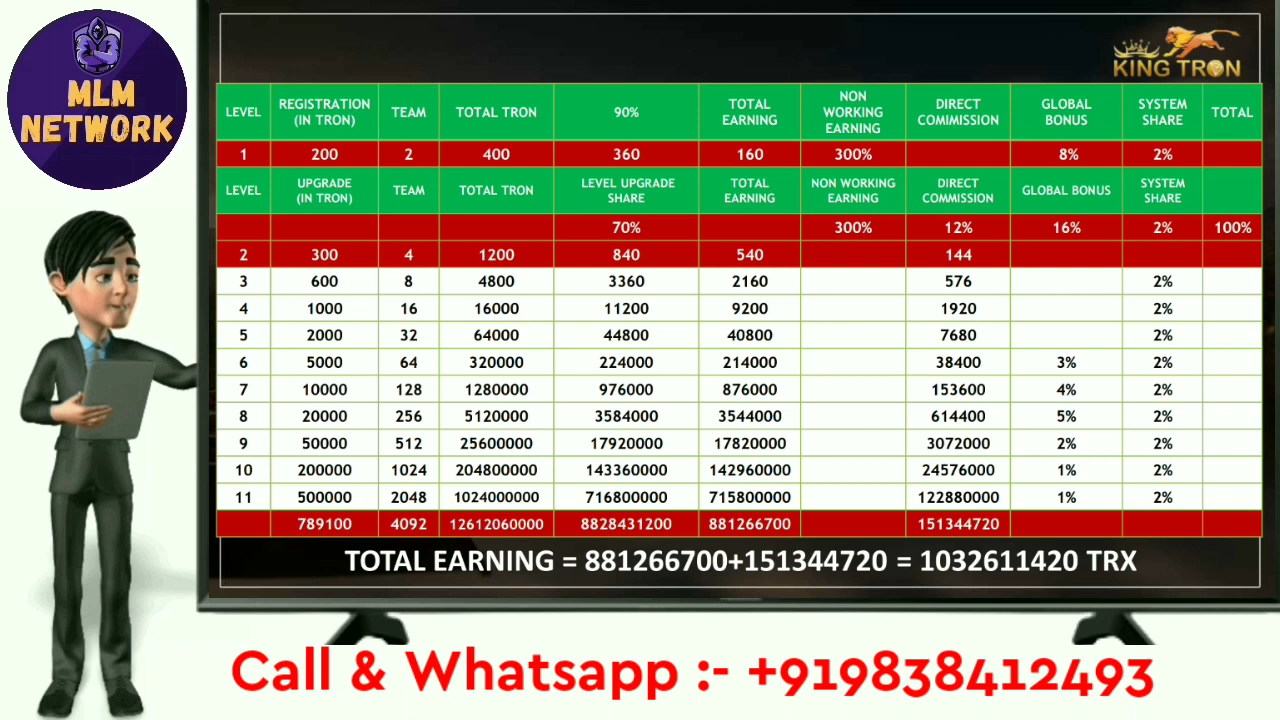 MLM
NETWORK
KING TRON
LEVEL REGISTRATION (IN TRON) TEAM TOTAL TRON 90% TOTAL EARNING NON WORKING EARNING DIRECT COMMISSION GLOBAL BONUS SYSTEM SHARE TOTAL
1 200 2 400 360 160 300% 8% 2%
LEVEL UPGRADE (IN TRON) TEAM TOTAL TRON LEVEL UPGRADE SHARE TOTAL EARNING NON WORKING EARNING DIRECT COMMISSION GLOBAL BONUS SYSTEM SHARE
70% 300% 12% 16% 2% 100%
2 300 4 1200 840 540 144
3 600 8 4800 3360 2160 576 2%
4 1000 16 16000 11200 9200 1920 2%
5 2000 32 64000 44800 40800 7680 2%
6 5000 64 320000 224000 214000 38400 3% 2%
7 10000 128 1280000 976000 876000 153600 4% 2%
8 20000 256 5120000 3584000 3544000 614400 5% 2%
9 50000 512 25600000 17920000 17820000 3072000 2% 2%
10 200000 1024 204800000 143360000 142960000 24576000 1% 2%
11 500000 2048 1024000000 716800000 715800000 122880000 1% 2%
789100 4092 12612060000 8828431200 881266700 151344720
TOTAL EARNING = 881266700+151344720 = 1032611420 TRX
Call & Whatsapp :- +919838412493